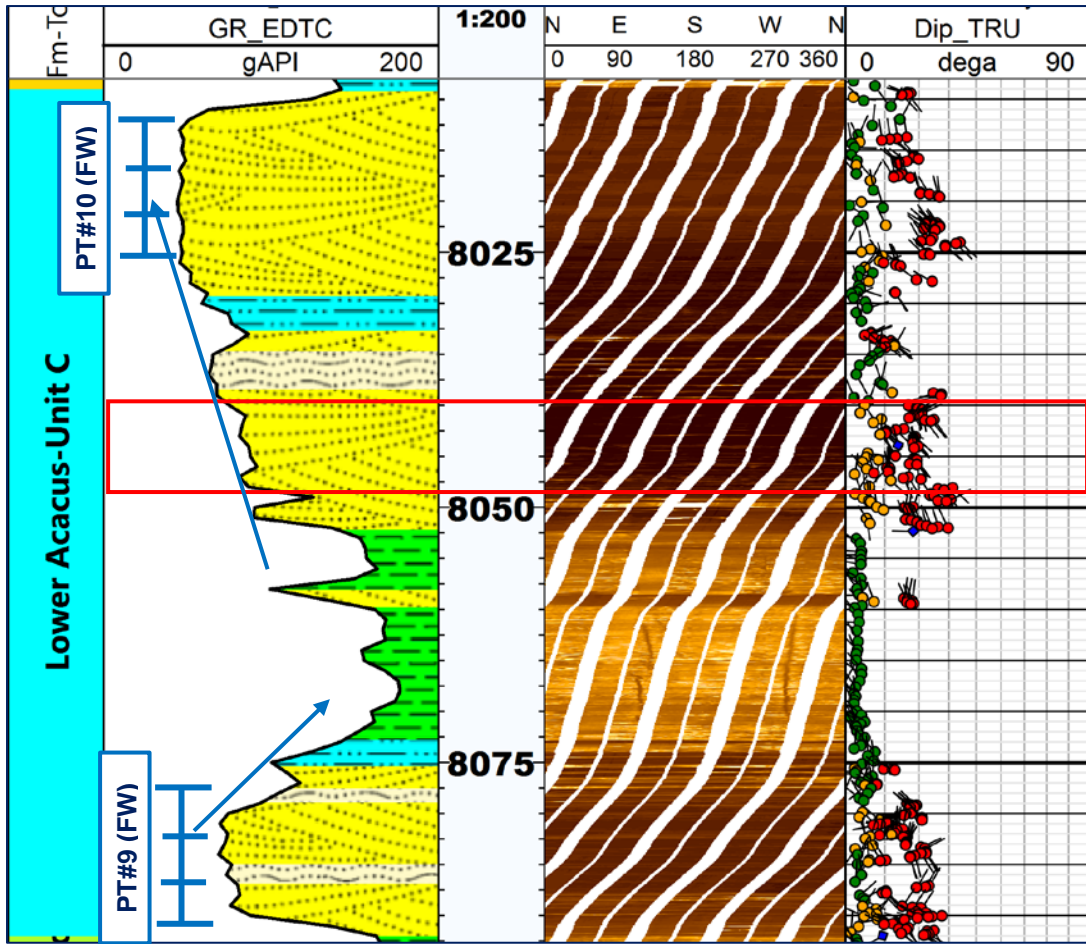 Fm-To
GR_EDTC
0 gAPI 200
1:200
N E S W N
0 90 180 270 360
Dip_TRU
0 dega 90
PT#10 (FW)
Lower Acacus-Unit C
PT#9 (FW)
8025
8050
8075